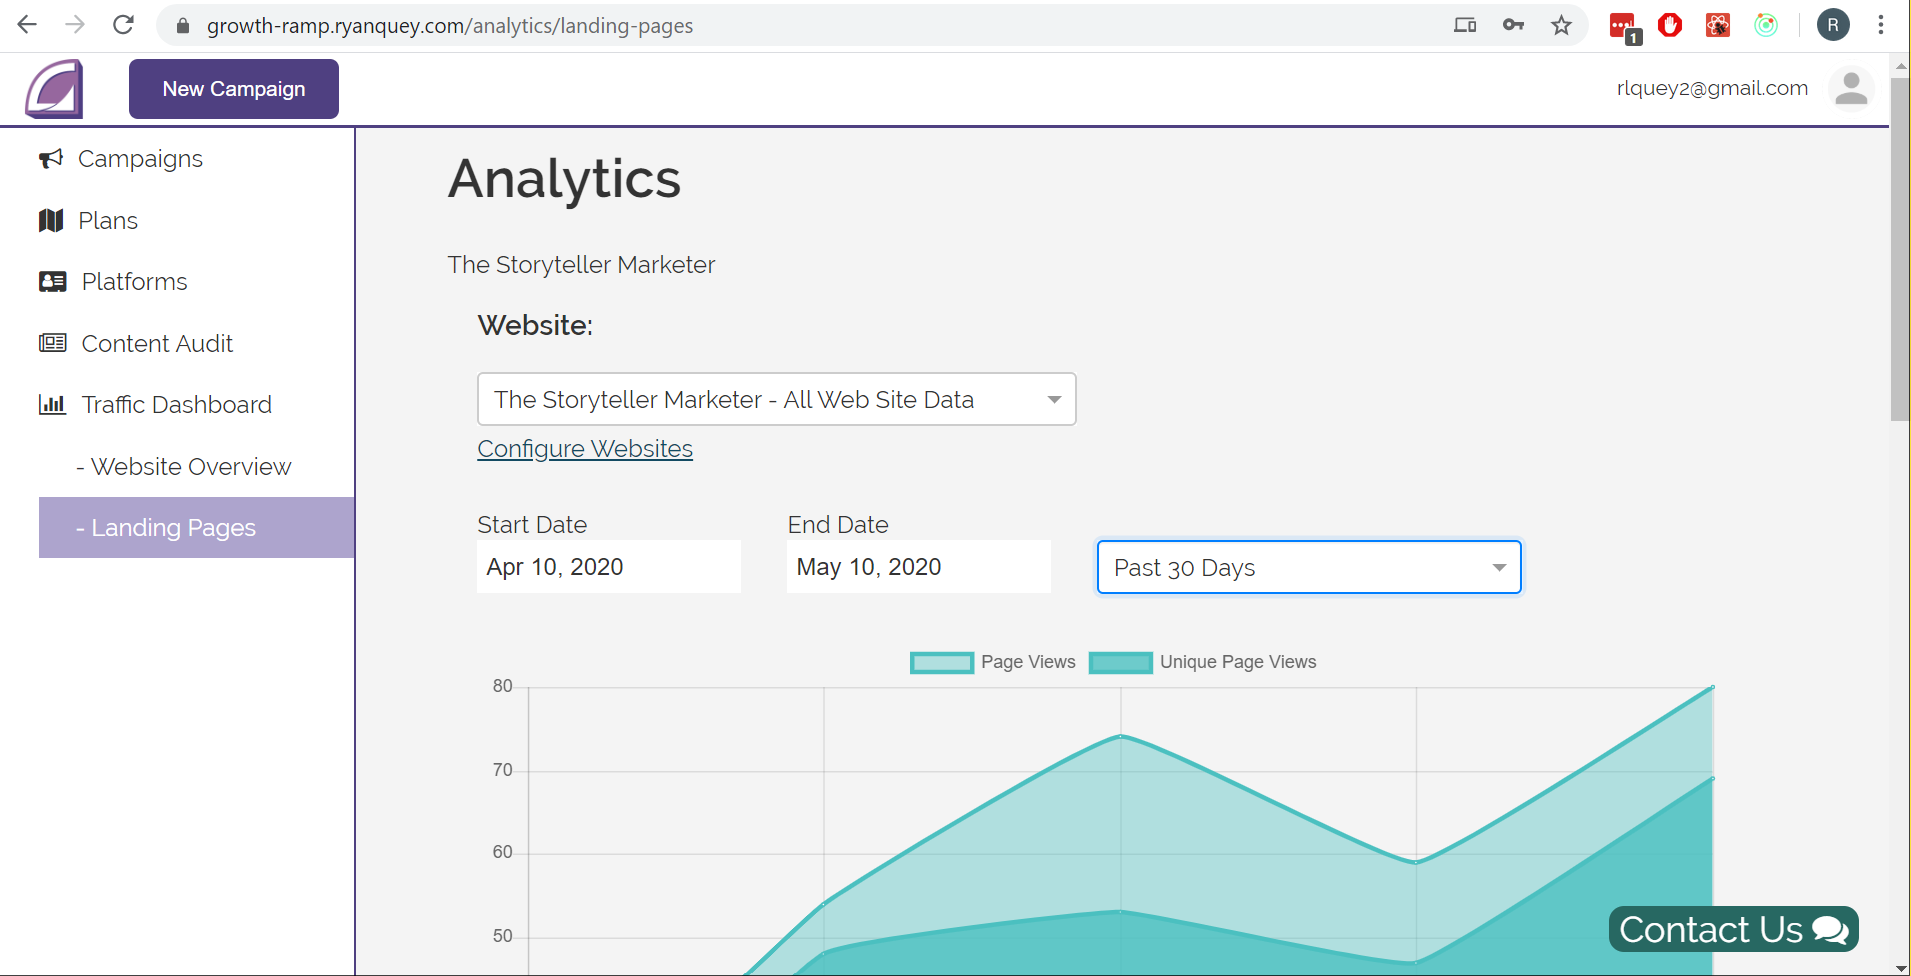 growth-ramp.ryanquey.com/analytics/landing-pages
1
R
New Campaign
rlquey2@gmail.com
Campaigns
Plans
Platforms
Content Audit
Traffic Dashboard
- Website Overview
- Landing Pages
Analytics
The Storyteller Marketer
Website:
The Storyteller Marketer - All Web Site Data
Configure Websites
Start Date
End Date
Apr 10, 2020
May 10, 2020
Past 30 Days
Page Views
Unique Page Views
80
70
60
50
Contact Us